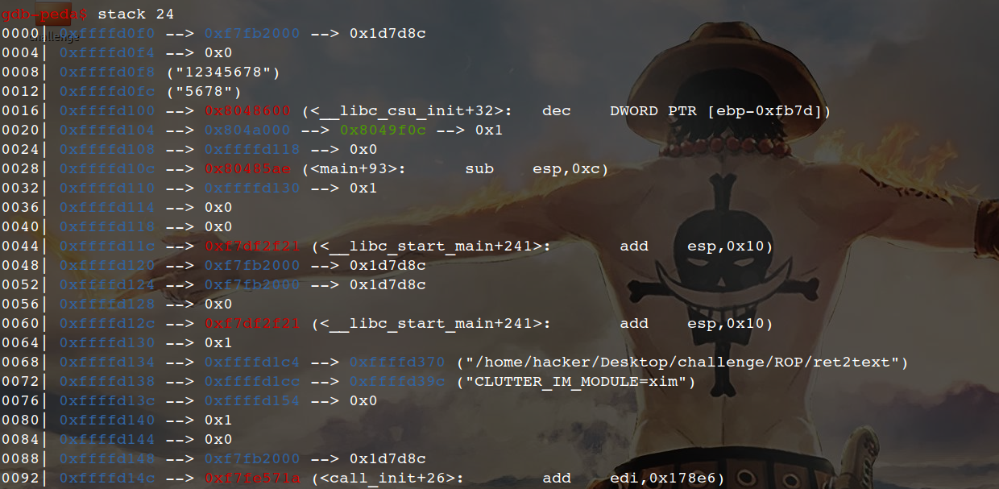 gdb-peda$ stack 24
0000| 0xffffd0f0 --> 0xf7fb2000 --> 0x1d7d8c
0004| 0xffffd0f4 --> 0x0
0008| 0xffffd0f8 ("12345678")
0012| 0xffffd0fc ("5678")
0016| 0xffffd100 --> 0x8048600 (<__libc_csu_init+32>: dec DWORD PTR [ebp-0xfb7d])
0020| 0xffffd104 --> 0x804a000 --> 0x8049f0c --> 0x1
0024| 0xffffd108 --> 0xffffd118 --> 0x0
0028| 0xffffd10c --> 0x80485ae (<main+93>: sub esp,0xc)
0032| 0xffffd110 --> 0xffffd130 --> 0x1
0036| 0xffffd114 --> 0x0
0040| 0xffffd118 --> 0x0
0044| 0xffffd11c --> 0xf7df2f21 (<__libc_start_main+241>: add esp,0x10)
0048| 0xffffd120 --> 0xf7fb2000 --> 0x1d7d8c
0052| 0xffffd124 --> 0xf7fb2000 --> 0x1d7d8c
0056| 0xffffd128 --> 0x0
0060| 0xffffd12c --> 0xf7df2f21 (<__libc_start_main+241>: add esp,0x10)
0064| 0xffffd130 --> 0x1
0068| 0xffffd134 --> 0xffffd1c4 --> 0xffffd370 ("/home/hacker/Desktop/challenge/ROP/ret2text")
0072| 0xffffd138 --> 0xffffd1cc --> 0xffffd39c ("CLUTTER_IM_MODULE=xim")
0076| 0xffffd13c --> 0xffffd154 --> 0x0
0080| 0xffffd140 --> 0x1
0084| 0xffffd144 --> 0x0
0088| 0xffffd148 --> 0xf7fb2000 --> 0x1d7d8c
0092| 0xffffd14c --> 0xf7fe571a (<call_init+26>: add edi,0x178e6)
challenge